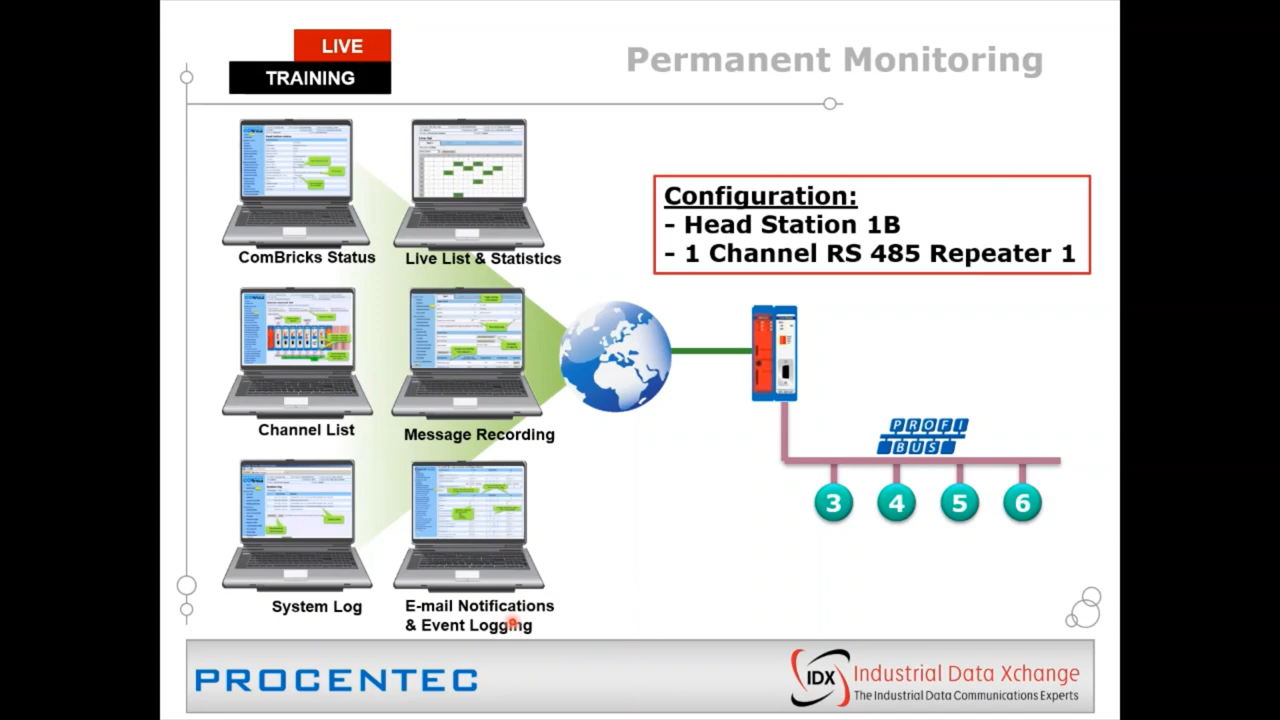 LIVE
TRAINING
Permanent Monitoring
Configuration:
- Head Station 1B
- 1 Channel RS 485 Repeater 1
ComBricks Status
Live List & Statistics
Channel List
Message Recording
System Log
E-mail Notifications
& Event Logging
PROFI
BUS
3
4
5
6
PROCENTEC
IDX
Industrial Data Xchange
The Industrial Data Communications Experts